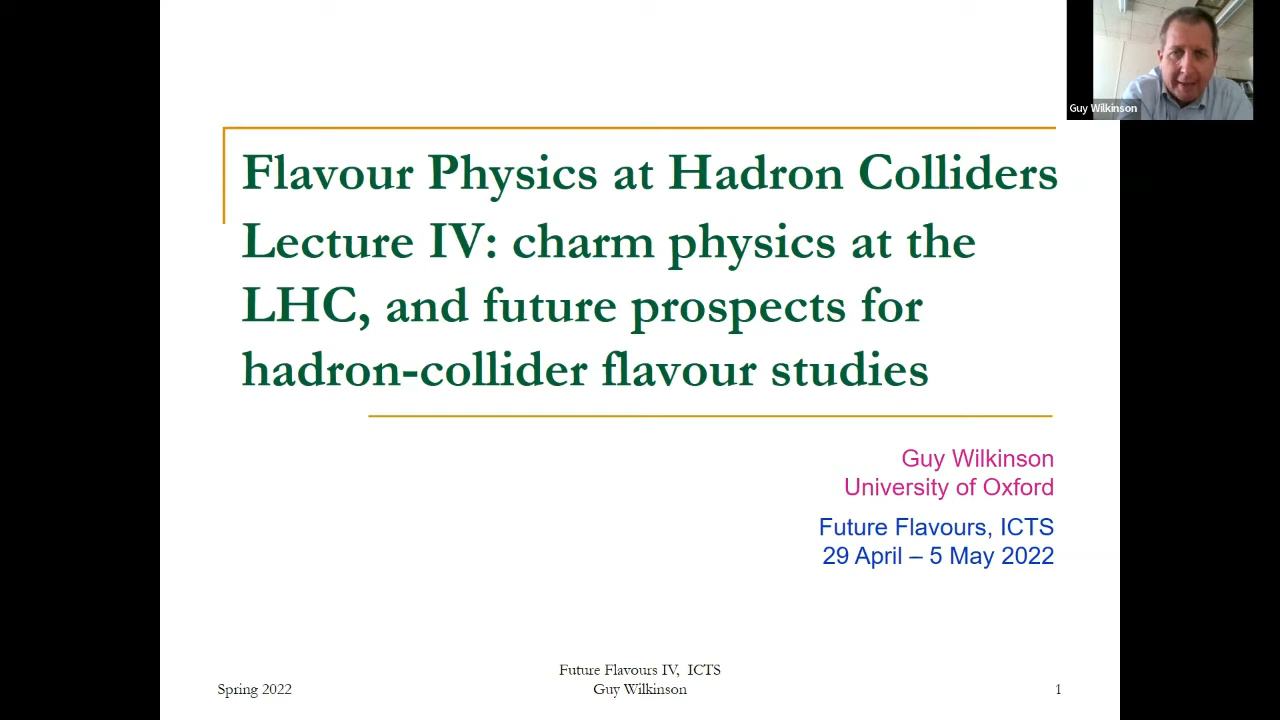 Guy Wilkinson
Flavour Physics at Hadron Colliders
Lecture IV: charm physics at the
LHC, and future prospects for
hadron-collider flavour studies
Guy Wilkinson
University of Oxford
Future Flavours, ICTS
29 April – 5 May 2022
Spring 2022
Future Flavours IV, ICTS
Guy Wilkinson
1